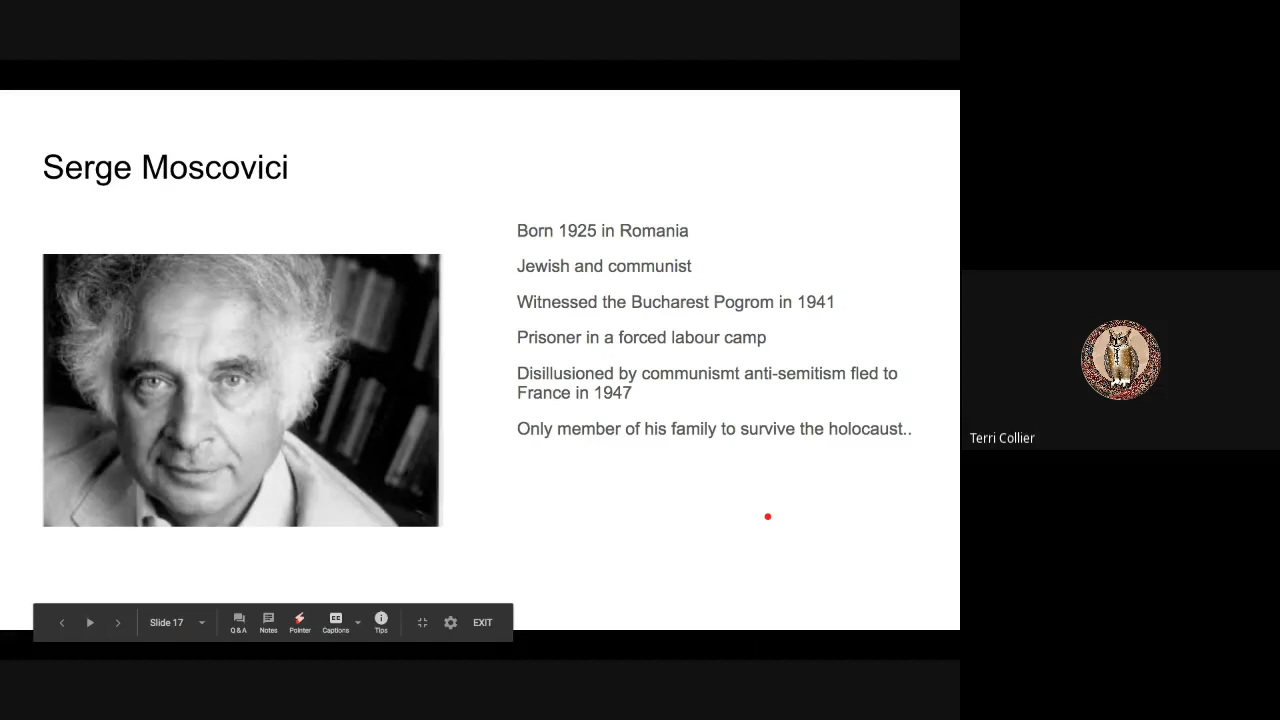 Serge Moscovici
Born 1925 in Romania
Jewish and communist
Witnessed the Bucharest Pogrom in 1941
Prisoner in a forced labour camp
Disillusioned by communismt anti-semitism fled to
France in 1947
Only member of his family to survive the holocaust..
Terri Collier
Slide 17
Q&A
Notes
Pointer
CC
Captions
Tips
EXIT